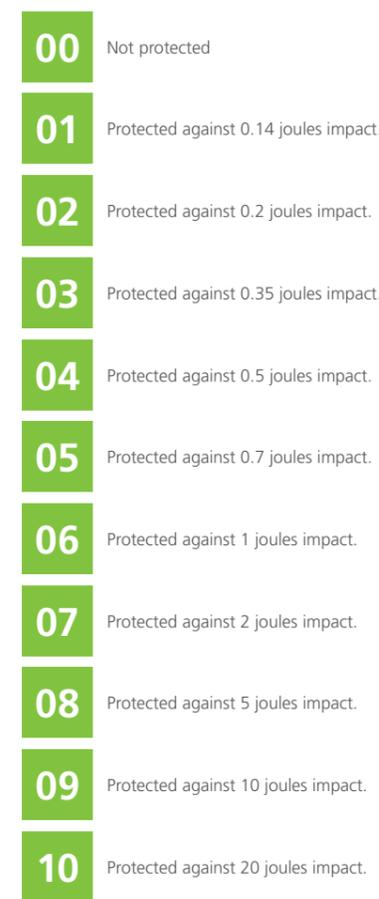 00 Not protected
01 Protected against 0.14 joules impact
02 Protected against 0.2 joules impact.
03 Protected against 0.35 joules impact
04 Protected against 0.5 joules impact.
05 Protected against 0.7 joules impact.
06 Protected against 1 joules impact.
07 Protected against 2 joules impact.
08 Protected against 5 joules impact.
09 Protected against 10 joules impact.
10 Protected against 20 joules impact.